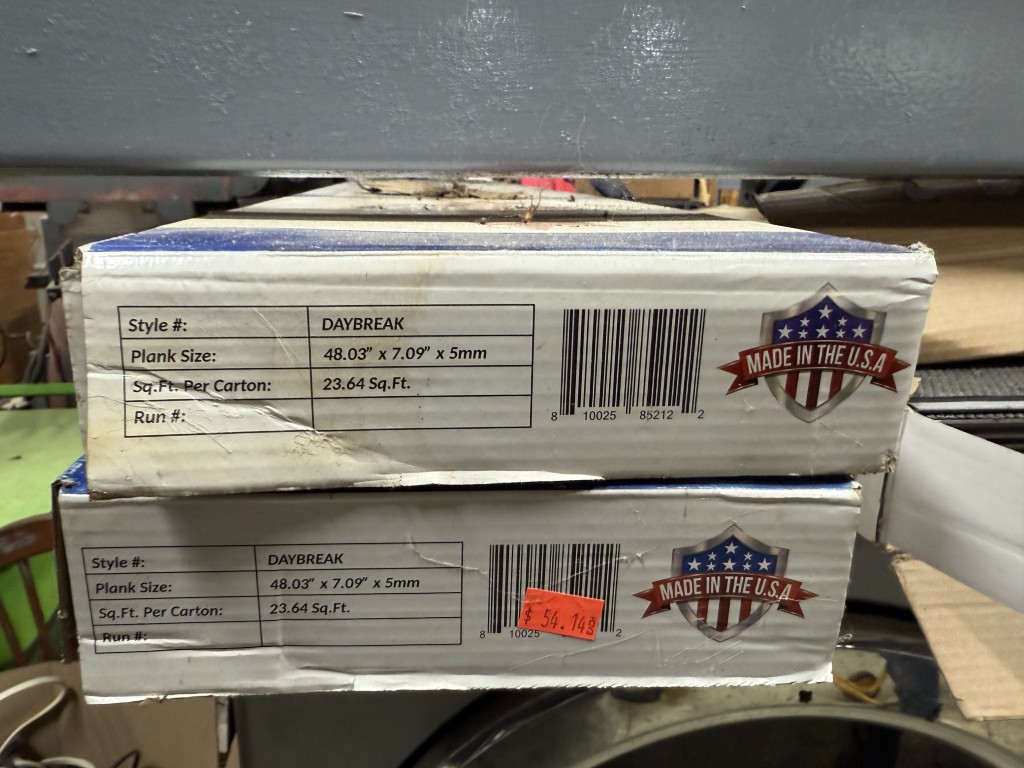 Style #: DAYBREAK
Plank Size: 48.03" x 7.09" x 5mm
Sq.Ft. Per Carton: 23.64 Sq.Ft.
Run #:
8 10025 85212 2
MADE IN THE U.S.A
Style #: DAYBREAK
Plank Size: 48.03" x 7.09" x 5mm
Sq.Ft. Per Carton: 23.64 Sq.Ft.
Run #:
8 10025 2
$ 54.14
MADE IN THE U.S.A